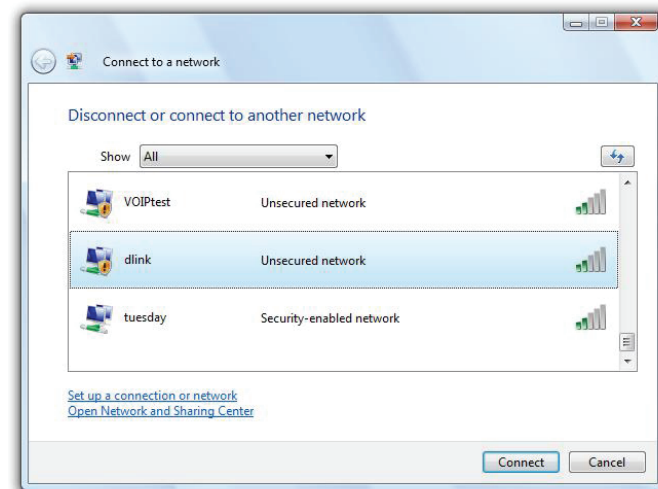 Connect to a network
Disconnect or connect to another network
Show All
VOIPtest Unsecured network
dlink Unsecured network
tuesday Security-enabled network
Set up a connection or network
Open Network and Sharing Center
Connect Cancel